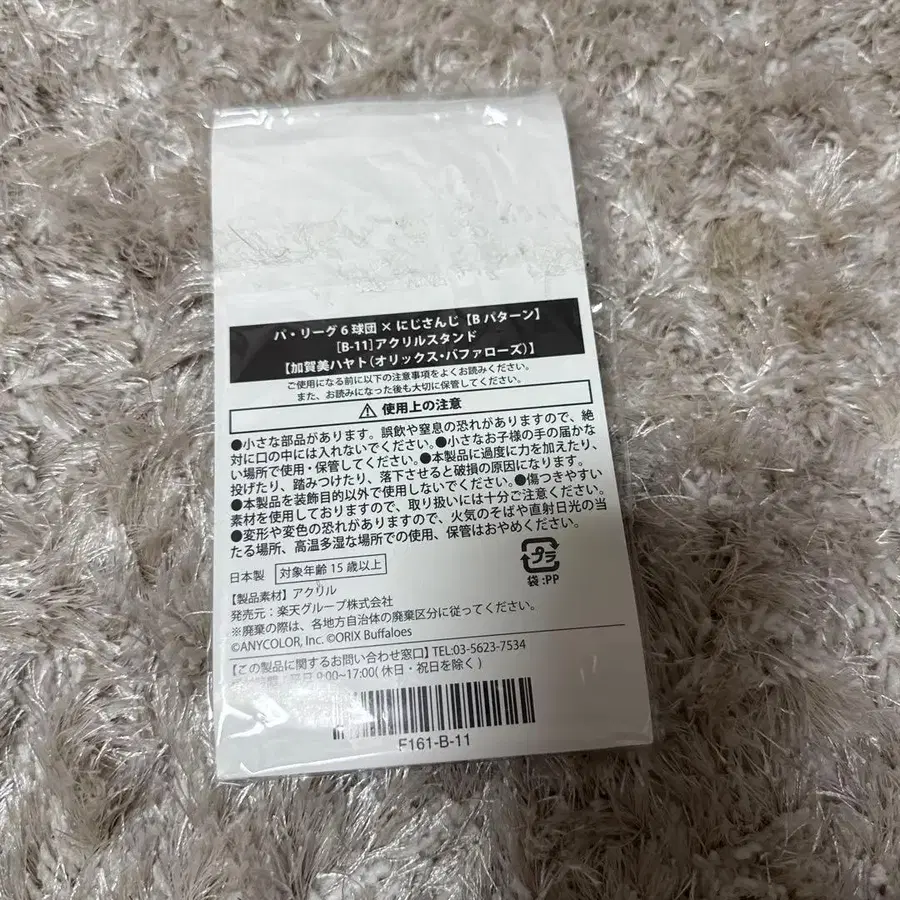 パ・リーグ6球団×にじさんじ【Bパターン】
[B-11]アクリルスタンド
【加賀美ハヤト(オリックス・バファローズ)】
ご使用になる前に以下の注意事項をよくお読みください。
また、お読みになった後も大切に保管してください。
使用上の注意
●小さな部品があります。誤飲や窒息の恐れがありますので、絶
対に口の中には入れないでください。●小さなお子様の手の届かな
い場所で使用・保管してください。●本製品に過度に力を加えたり、
投げたり、踏みつけたり、落下させると破損の原因になります。
●本製品を装飾目的以外で使用しないでください。●傷つきやすい
素材を使用しておりますので、取り扱いには十分ご注意ください。
●変形や変色の恐れがありますので、火気のそばや直射日光の当
たる場所、高温多湿な場所での使用、保管はおやめください。
日本製 対象年齢15歳以上
プラ
袋:PP
【製品素材】アクリル
発売元:楽天グループ株式会社
※廃棄の際は、各地方自治体の廃棄区分に従ってください。
©ANYCOLOR, Inc. ©ORIX Buffaloes
【この製品に関するお問い合わせ窓口】TEL:03-5623-7534
平日9:00~17:00(休日・祝日を除く)
F161-B-11